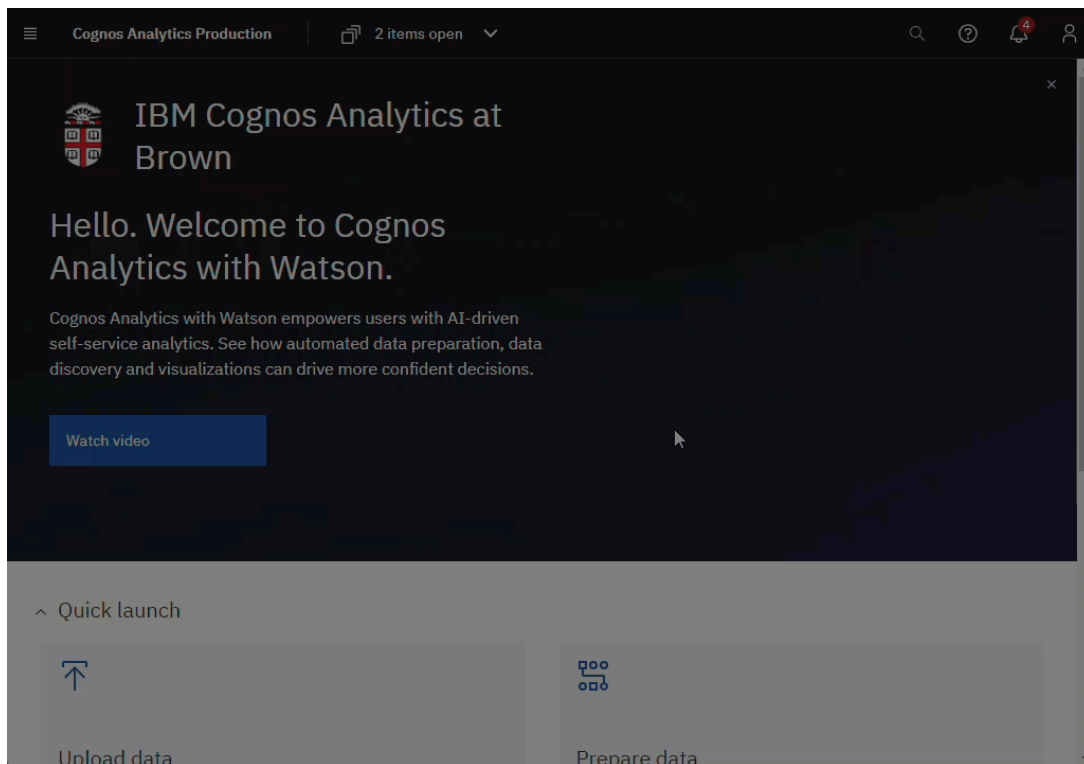 Cognos Analytics Production
2 items open
4
IBM Cognos Analytics at
Brown
Hello. Welcome to Cognos
Analytics with Watson.
Cognos Analytics with Watson empowers users with AI-driven
self-service analytics. See how automated data preparation, data
discovery and visualizations can drive more confident decisions.
Watch video
Quick launch
Upload data
Prepare data